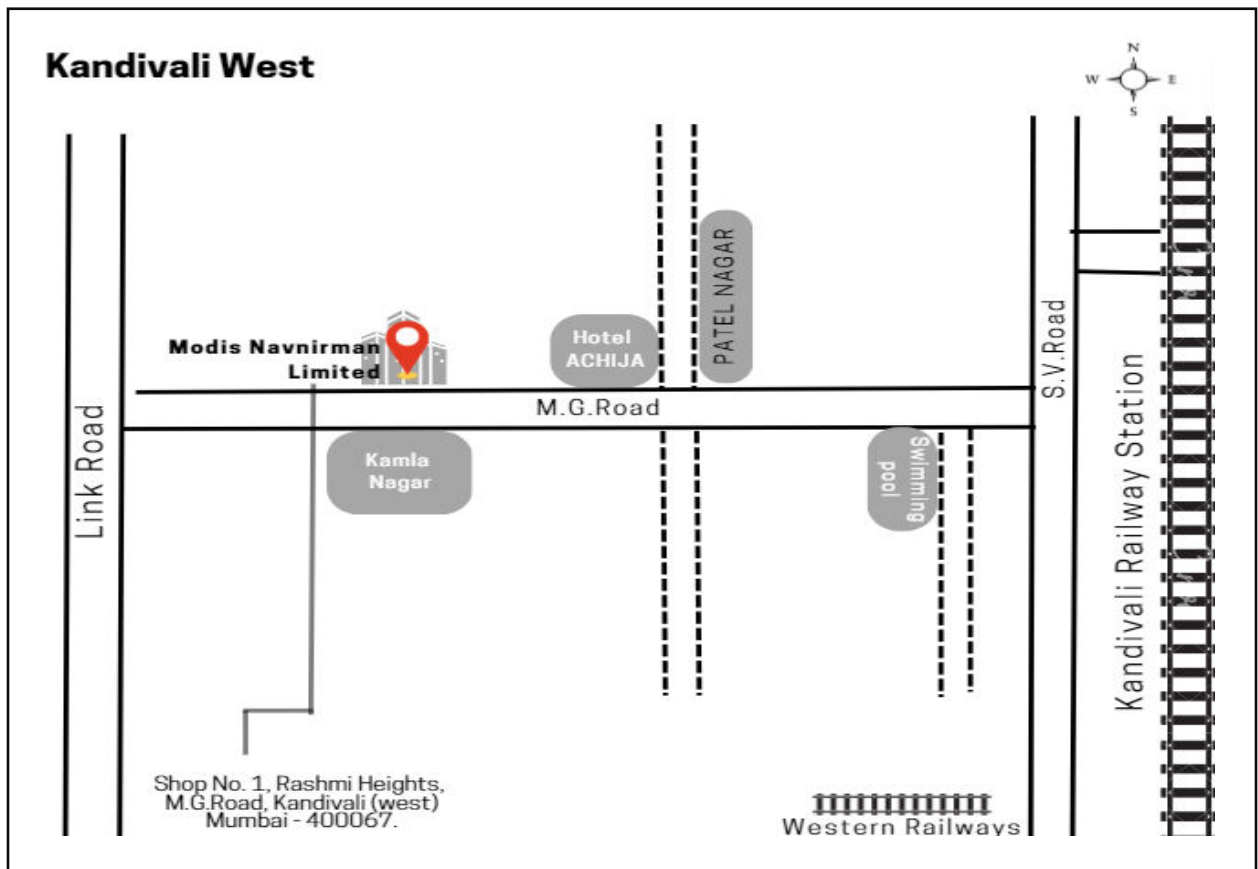 Kandivali West
N
W E
S
PATEL NAGAR
S.V.Road
Hotel
ACHIJA
Modis Navnirman
Limited
M.G.Road
Kandivali Railway Station
Link Road
Kamla
Nagar
Swimming
pool
Shop No. 1, Rashmi Heights,
M.G.Road, Kandivali (west)
Mumbai - 400067.
Western Railways